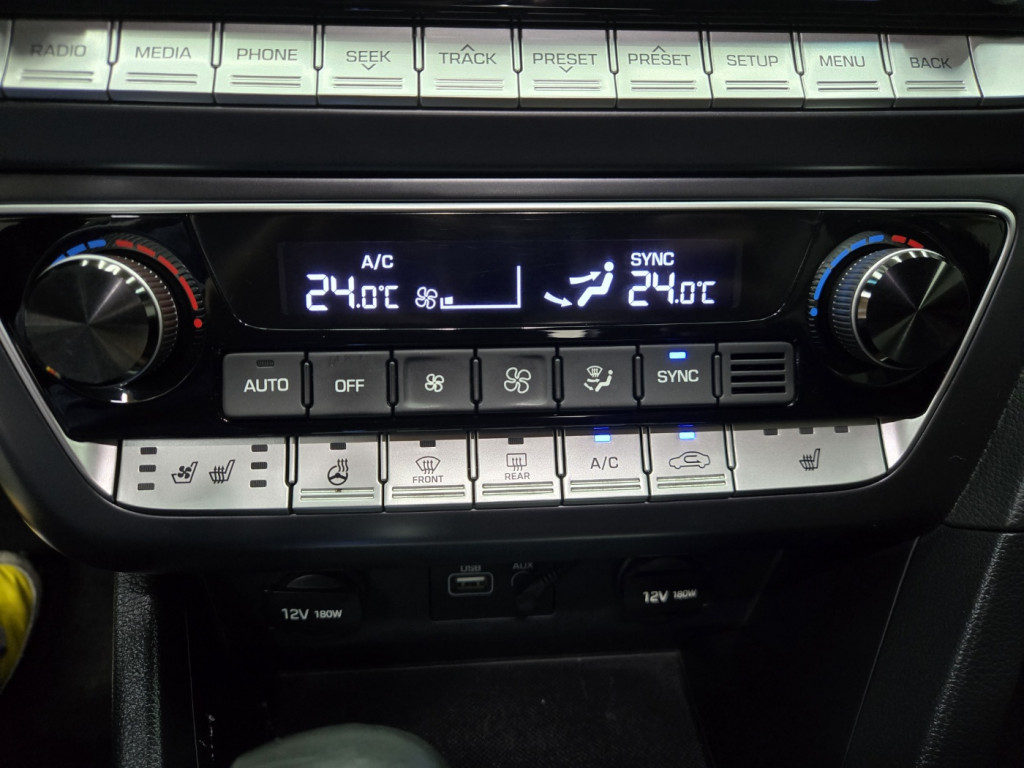 RADIO MEDIA PHONE SEEK TRACK PRESET PRESET SETUP MENU BACK
A/C SYNC
24.0°C 24.0°C
AUTO OFF SYNC
FRONT REAR A/C
USB AUX
12V 180W 12V 180W